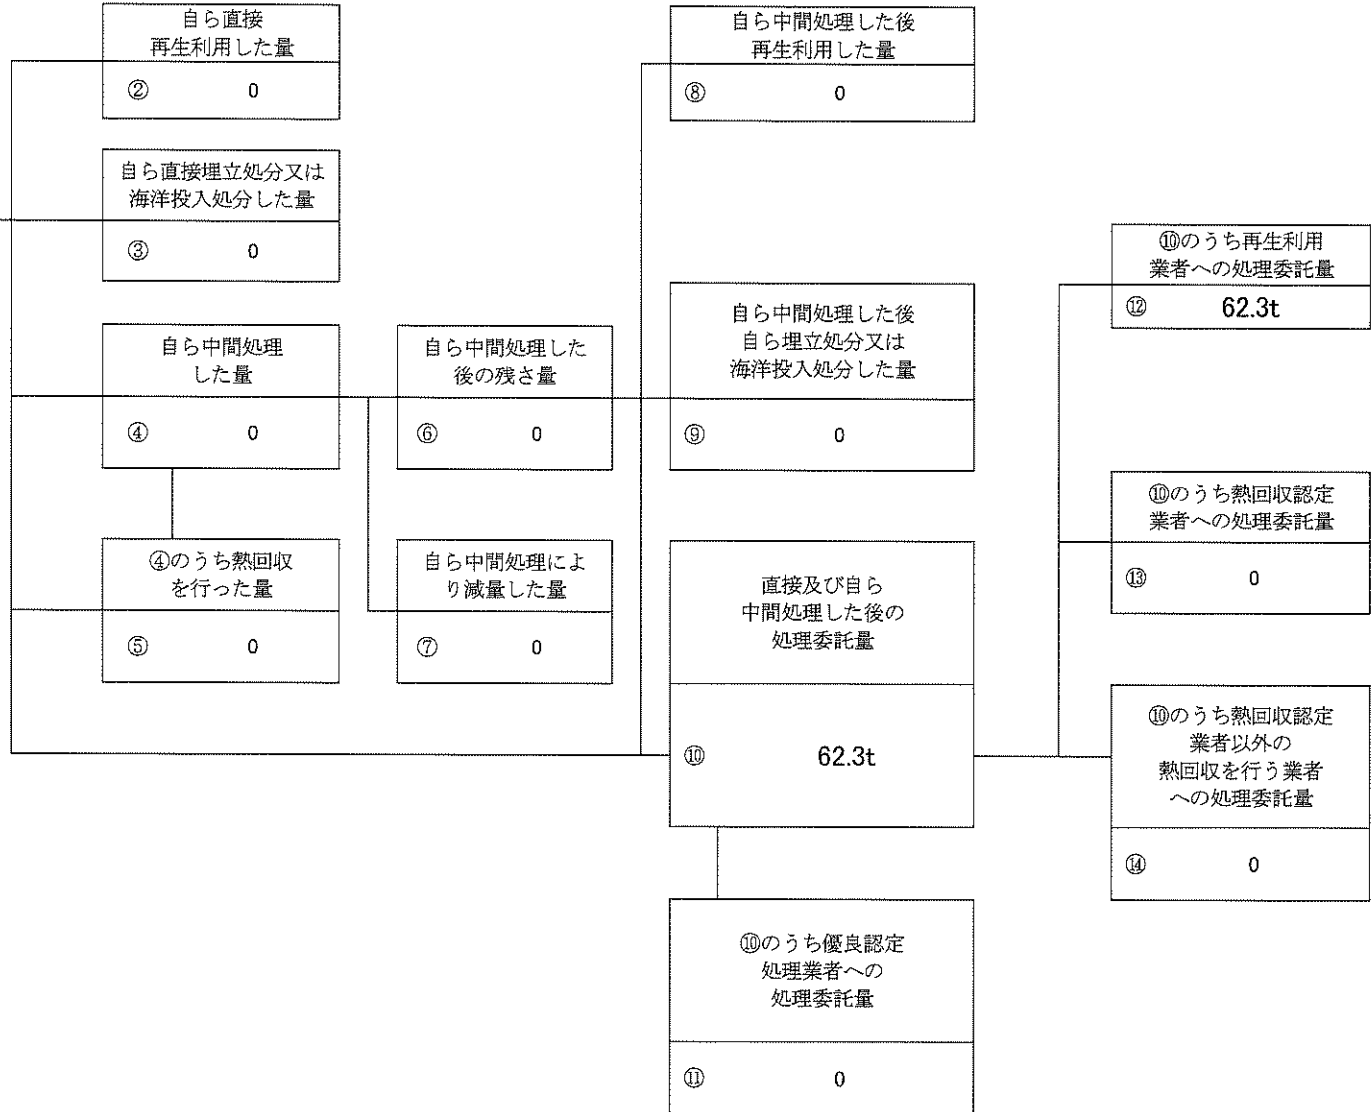 自ら直接
再生利用した量
② 0
自ら直接埋立処分又は
海洋投入処分した量
③ 0
自ら中間処理
した量
④ 0
④のうち熱回収
を行った量
⑤ 0
自ら中間処理した
後の残さ量
⑥ 0
自ら中間処理によ
り減量した量
⑦ 0
自ら中間処理した後
再生利用した量
⑧ 0
自ら中間処理した後
自ら埋立処分又は
海洋投入処分した量
⑨ 0
直接及び自ら
中間処理した後の
処理委託量
⑩ 62.3t
⑩のうち優良認定
処理業者への
処理委託量
⑪ 0
⑩のうち再生利用
業者への処理委託量
⑫ 62.3t
⑩のうち熱回収認定
業者への処理委託量
⑬ 0
⑩のうち熱回収認定
業者以外の
熱回収を行う業者
への処理委託量
⑭ 0